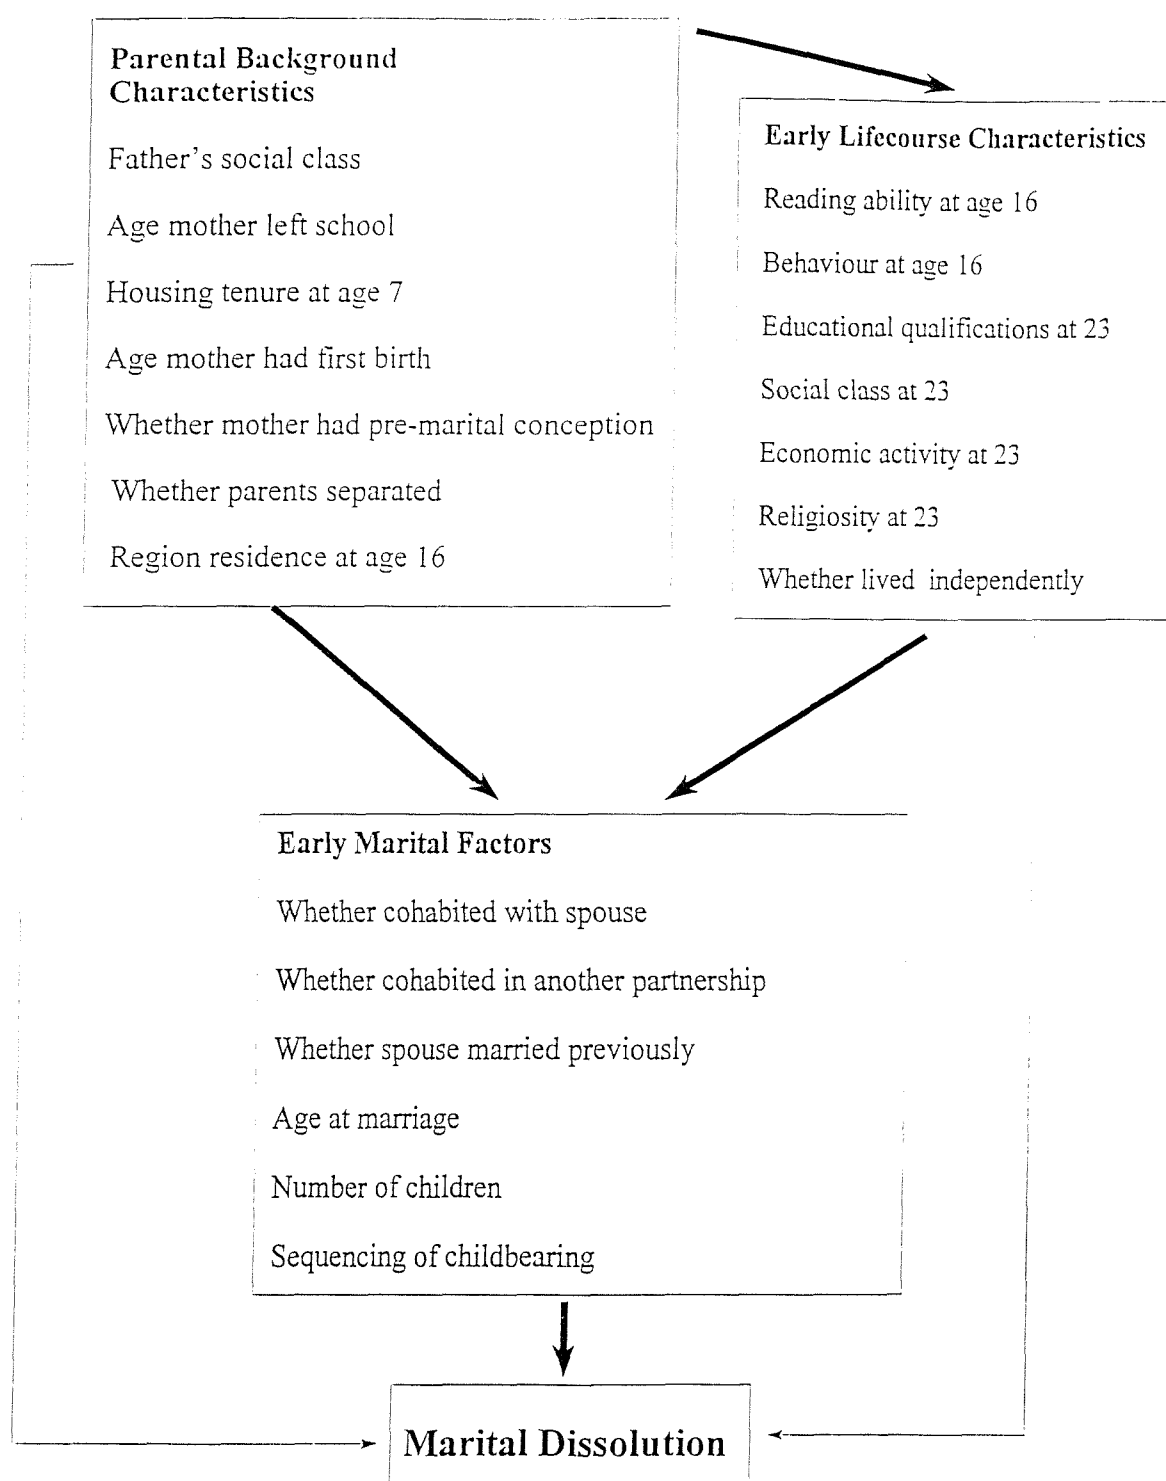 Parental Background
Characteristics
Father's social class
Age mother left school
Housing tenure at age 7
Age mother had first birth
Whether mother had pre-marital conception
Whether parents separated
Region residence at age 16
Early Lifecourse Characteristics
Reading ability at age 16
Behaviour at age 16
Educational qualifications at 23
Social class at 23
Economic activity at 23
Religiosity at 23
Whether lived independently
Early Marital Factors
Whether cohabited with spouse
Whether cohabited in another partnership
Whether spouse married previously
Age at marriage
Number of children
Sequencing of childbearing
Marital Dissolution